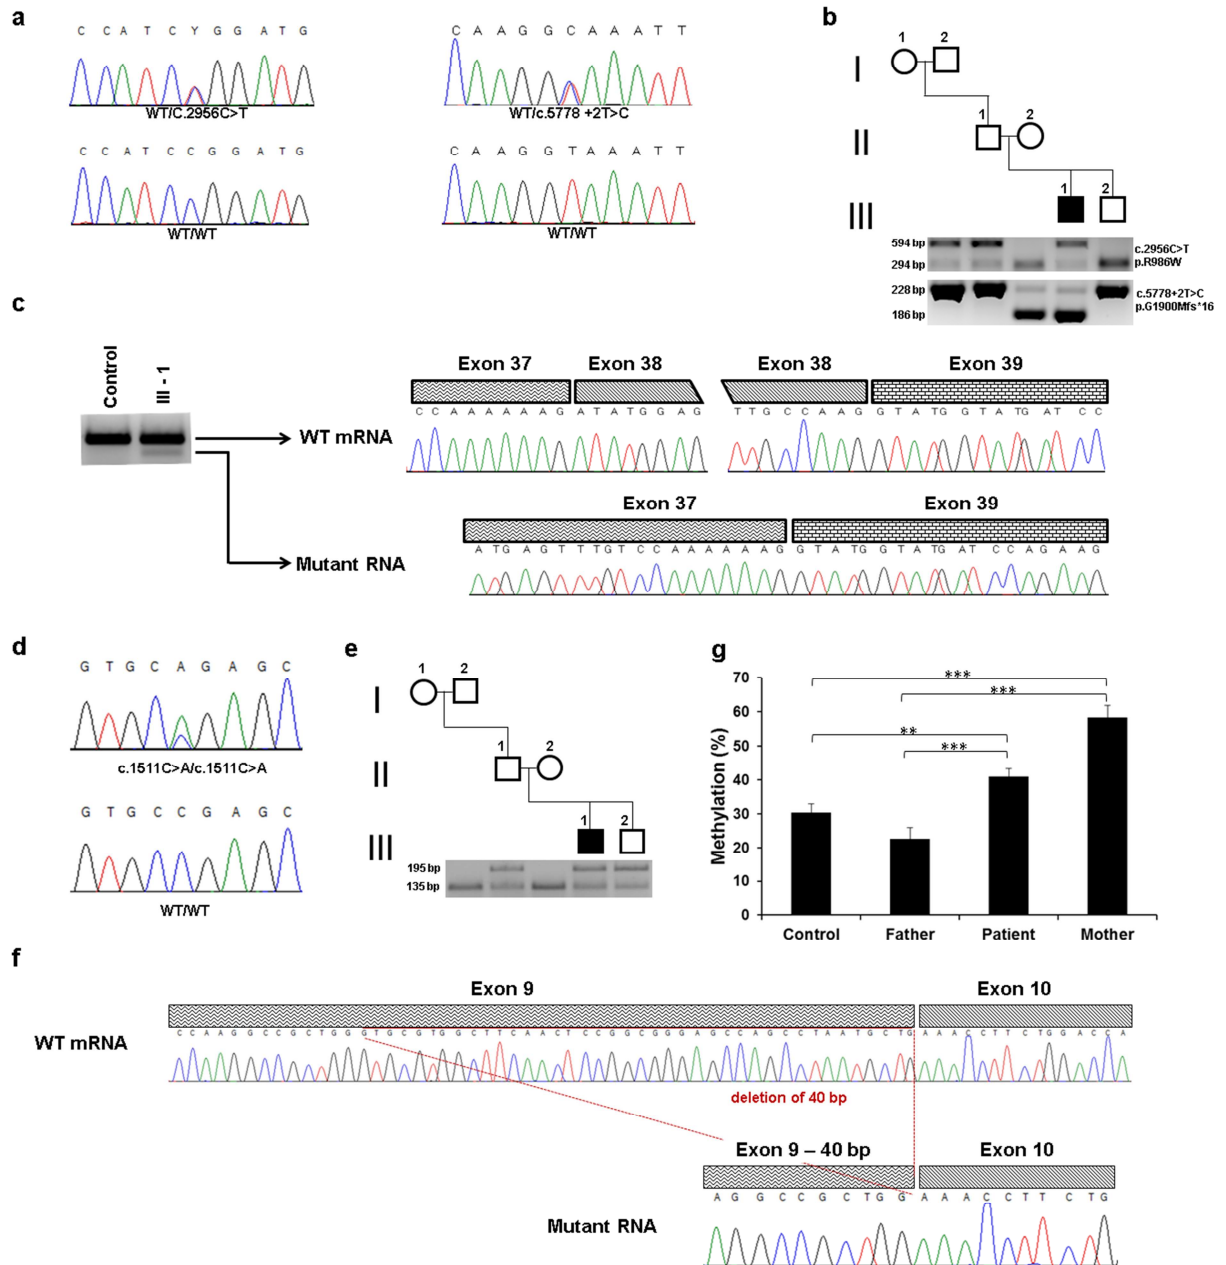 a
C C A T C Y G G A T G
WT/C.2956C>T
C C A T C C G G A T G
WT/WT
C A A G G C A A A T T
WT/c.5778 +2T>C
C A A G G T A A A T T
WT/WT
b
1 2
I
1 2
II
1 2
III
594 bp
294 bp
c.2956C>T
p.R986W
228 bp
186 bp
c.5778+2T>C
p.G1900Mfs*16
c
Control
III - 1
WT mRNA
Mutant RNA
Exon 37 Exon 38 Exon 38 Exon 39
C C A A A A A A G A T A T G G A G T T G C C A A G G T A T G G T A T G A T C C
Exon 37 Exon 39
A T G A G T T T G T C C A A A A A A G G T A T G G T A T G A T C C A G A A G
d
G T G C A G A G C
c.1511C>A/c.1511C>A
G T G C C G A G C
WT/WT
e
1 2
I
1 2
II
1 2
III
195 bp
135 bp
g
Methylation (%)
70
60
50
40
30
20
10
0
***
***
**
***
Control Father Patient Mother
f
Exon 9 Exon 10
WT mRNA
C C A A G G C C G C T G G G T G C G T G G C T T C A A C T C C G G C G G G A G C C A G C C T A A T G C T G A A A C C T T C T G G A C C A
deletion of 40 bp
Exon 9 – 40 bp Exon 10
A G G C C G C T G G A A A C C T T C T G
Mutant RNA